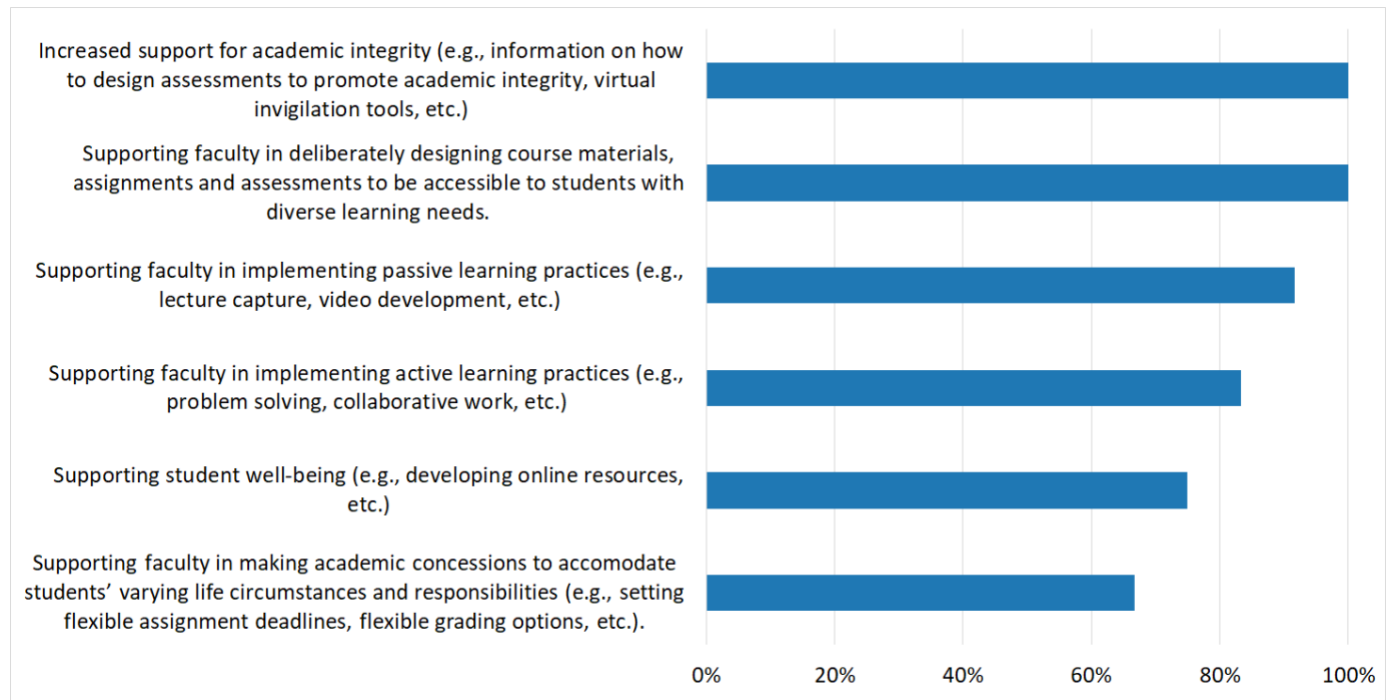 Increased support for academic integrity (e.g., information on how
to design assessments to promote academic integrity, virtual
invigilation tools, etc.)
Supporting faculty in deliberately designing course materials,
assignments and assessments to be accessible to students with
diverse learning needs.
Supporting faculty in implementing passive learning practices (e.g.,
lecture capture, video development, etc.)
Supporting faculty in implementing active learning practices (e.g.,
problem solving, collaborative work, etc.)
Supporting student well-being (e.g., developing online resources,
etc.)
Supporting faculty in making academic concessions to accomodate
students’ varying life circumstances and responsibilities (e.g., setting
flexible assignment deadlines, flexible grading options, etc.).
0% 20% 40% 60% 80% 100%